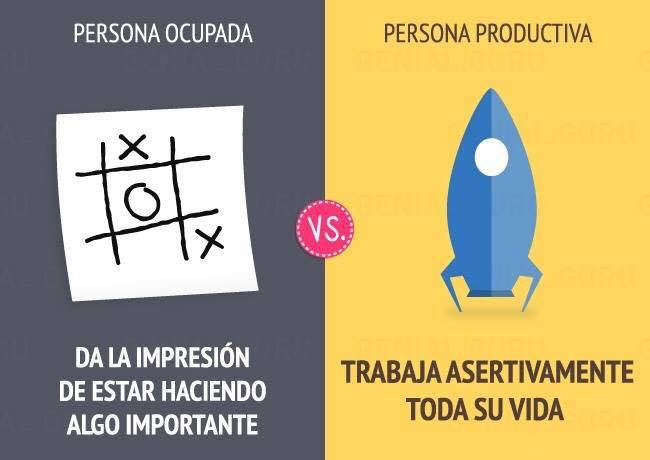 PERSONA OCUPADA
DA LA IMPRESIÓN
DE ESTAR HACIENDO
ALGO IMPORTANTE
VS.
PERSONA PRODUCTIVA
TRABAJA ASERTIVAMENTE
TODA SU VIDA
GENIAL.GURU